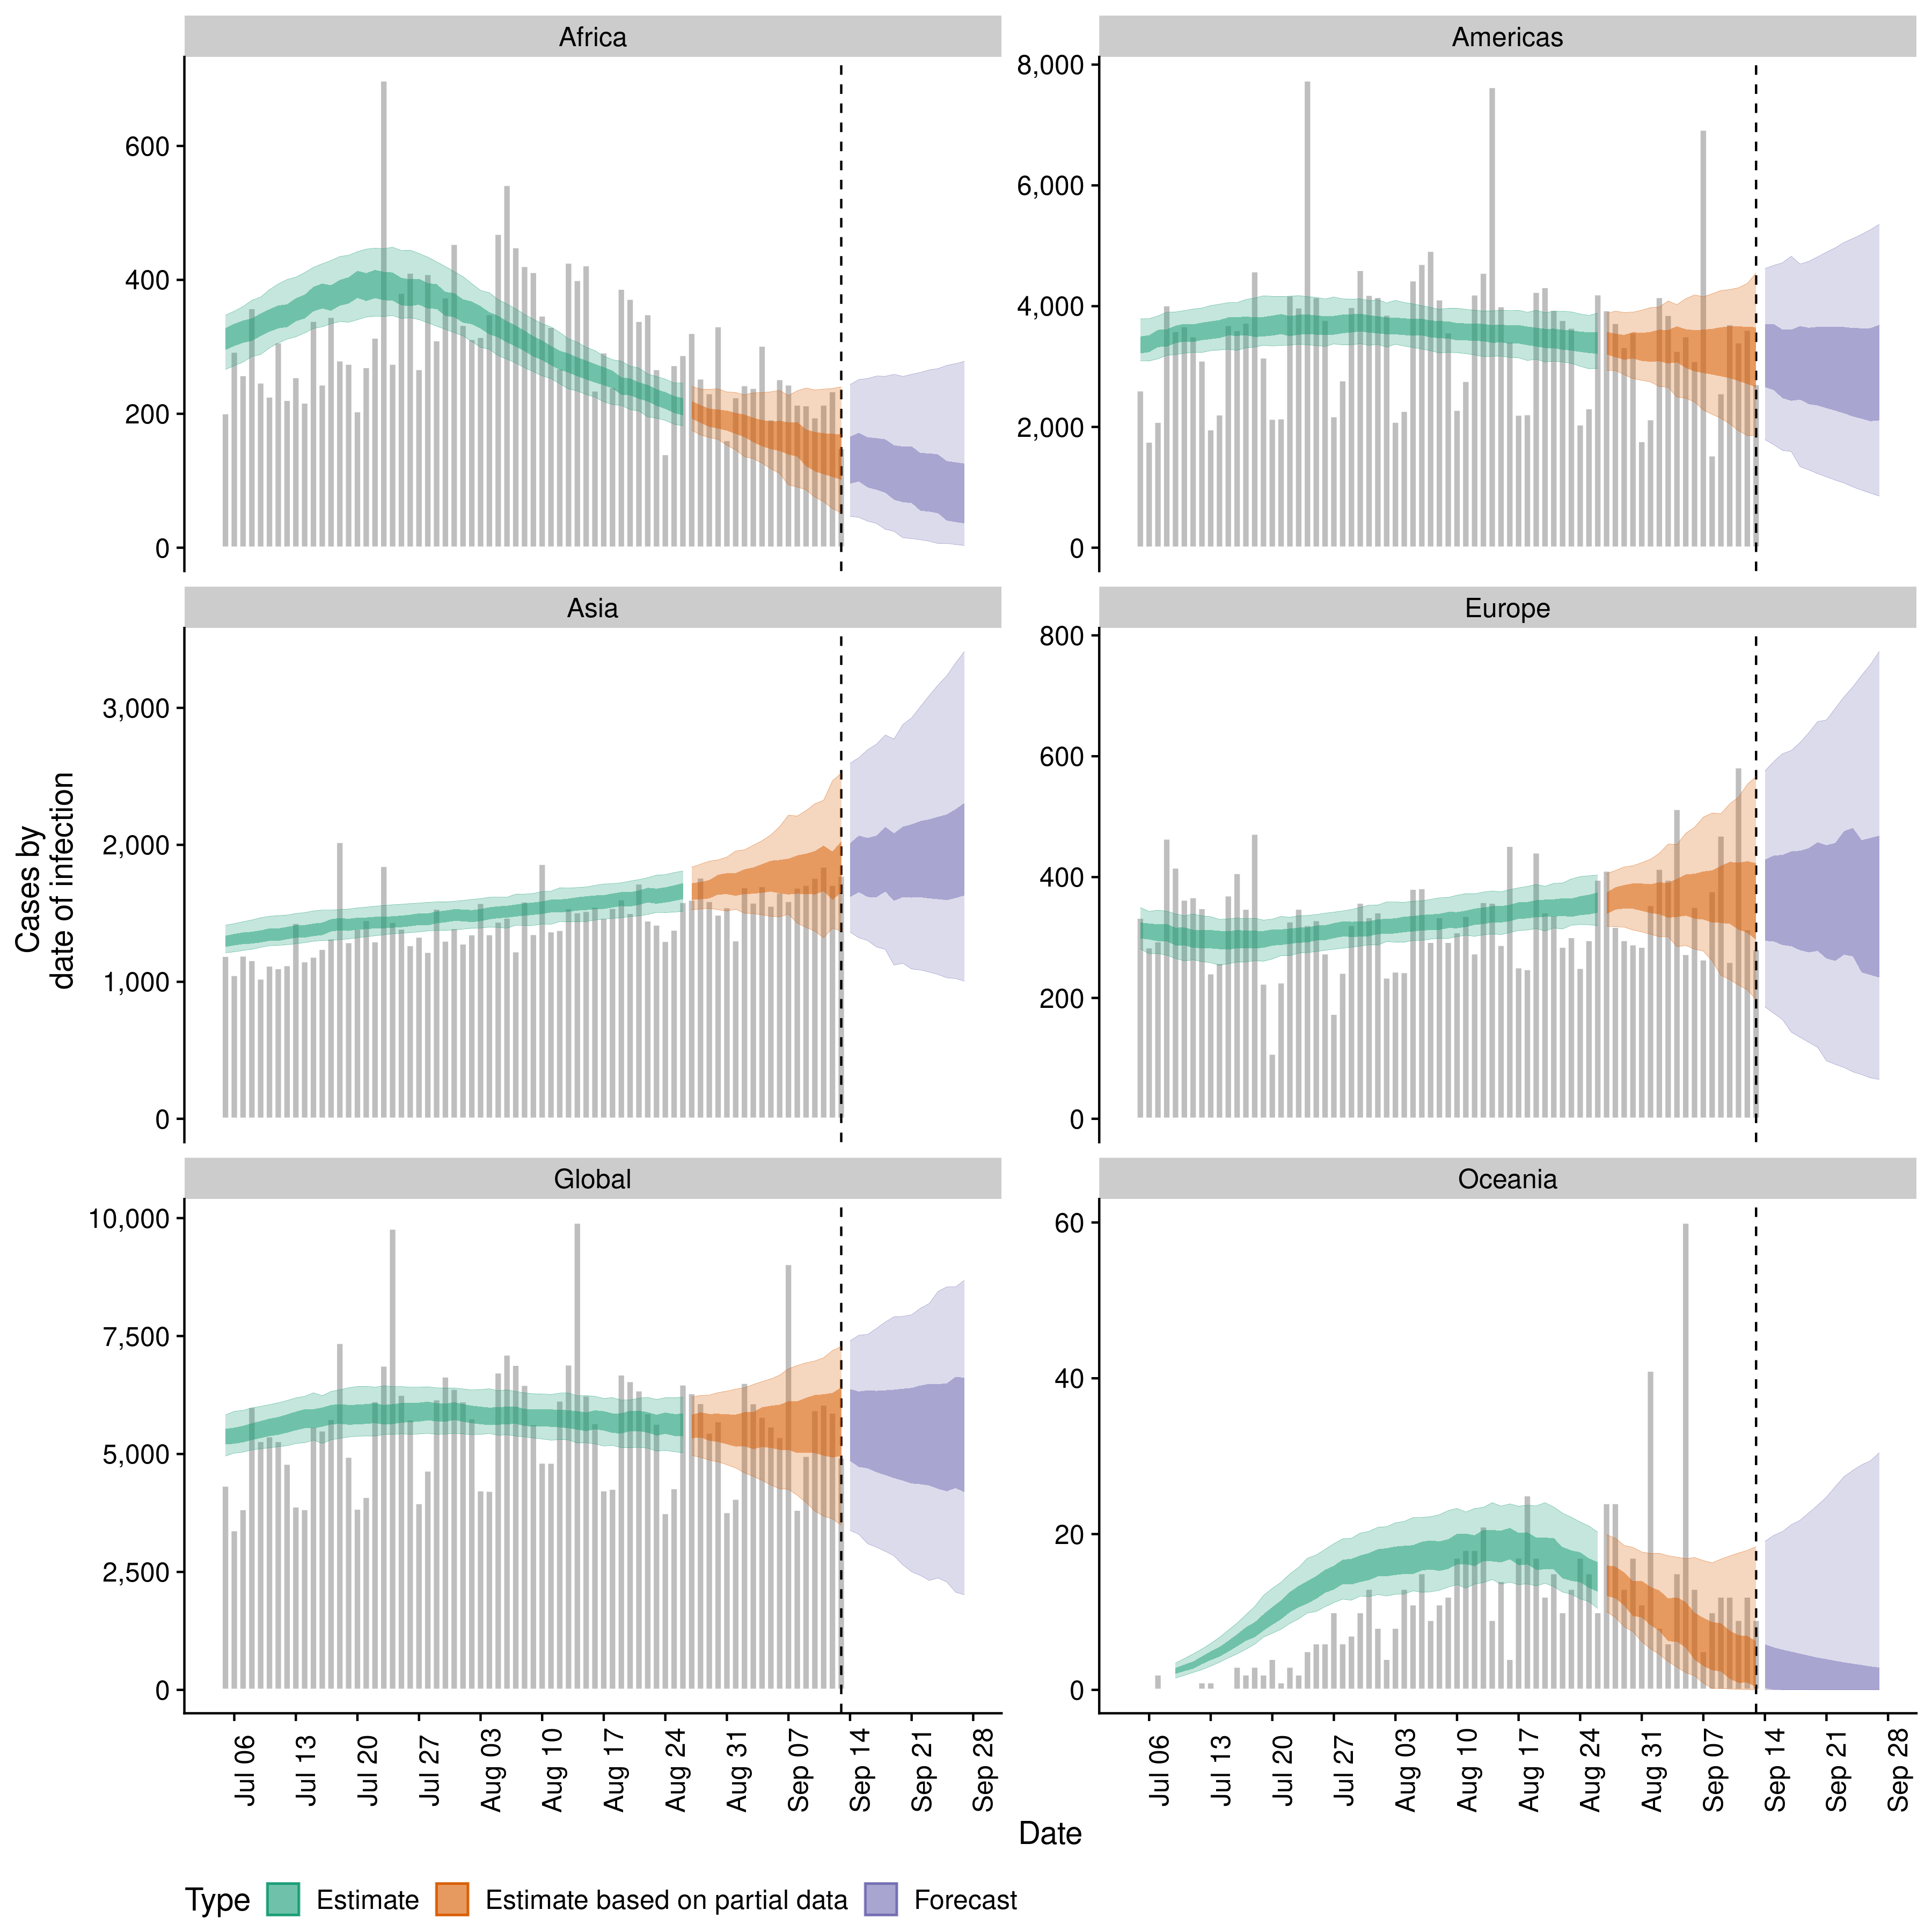 Africa
Americas
600
400
200
0
8,000
6,000
4,000
2,000
0
Asia
Europe
3,000
2,000
1,000
0
800
600
400
200
0
Global
Oceania
10,000
7,500
5,000
2,500
0
60
40
20
0
Cases by
date of infection
Jul 06
Jul 13
Jul 20
Jul 27
Aug 03
Aug 10
Aug 17
Aug 24
Aug 31
Sep 07
Sep 14
Sep 21
Sep 28
Jul 06
Jul 13
Jul 20
Jul 27
Aug 03
Aug 10
Aug 17
Aug 24
Aug 31
Sep 07
Sep 14
Sep 21
Sep 28
Date
Type Estimate Estimate based on partial data Forecast